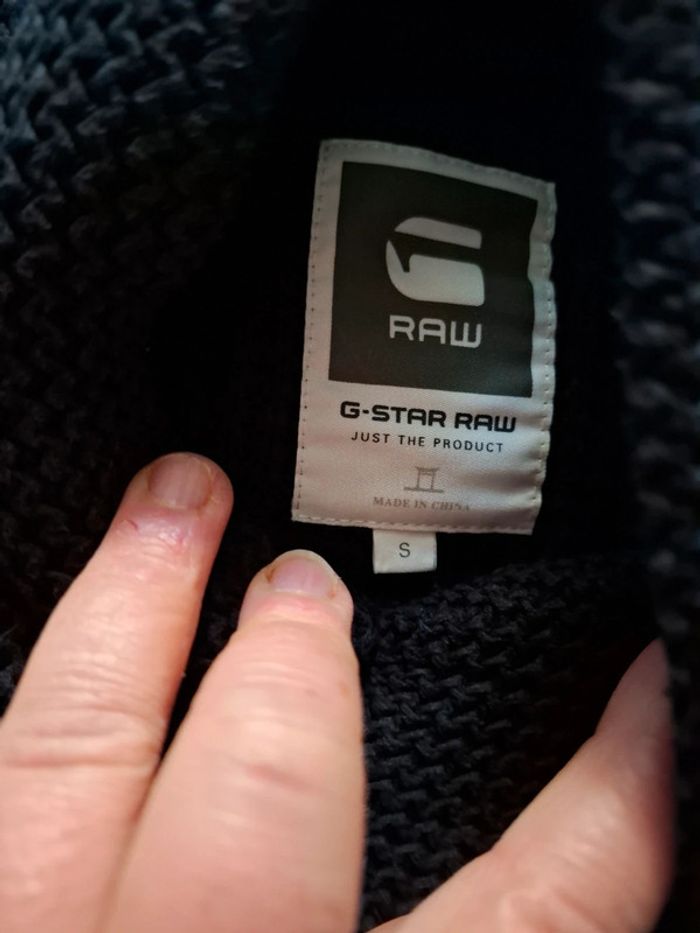 RAW
G-STAR RAW
JUST THE PRODUCT
MADE IN CHINA
S